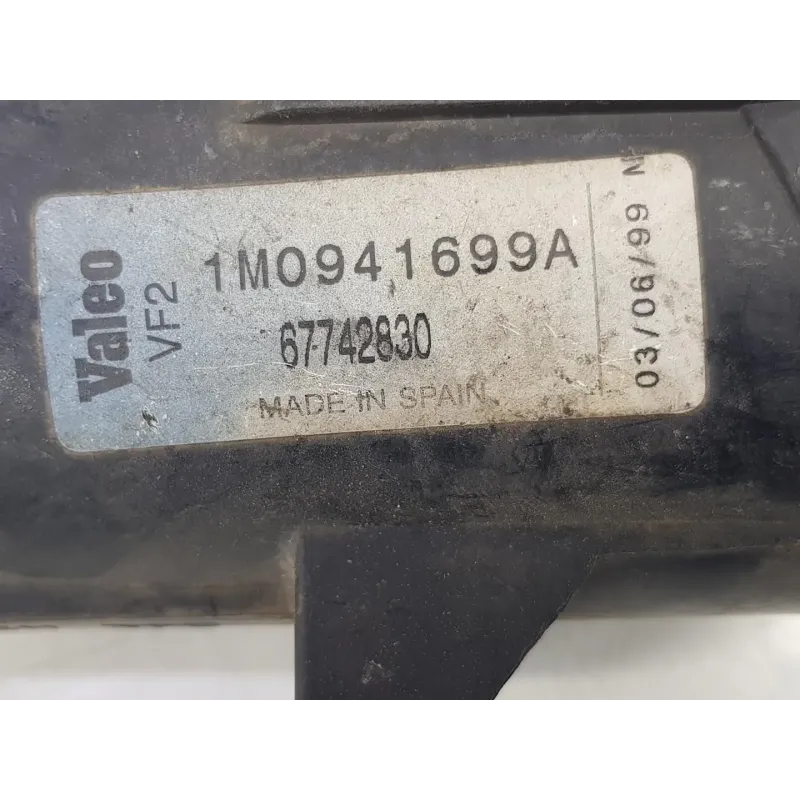 Valeo
VF2
1M0941699A
67742830
MADE IN SPAIN
03/06/99 N